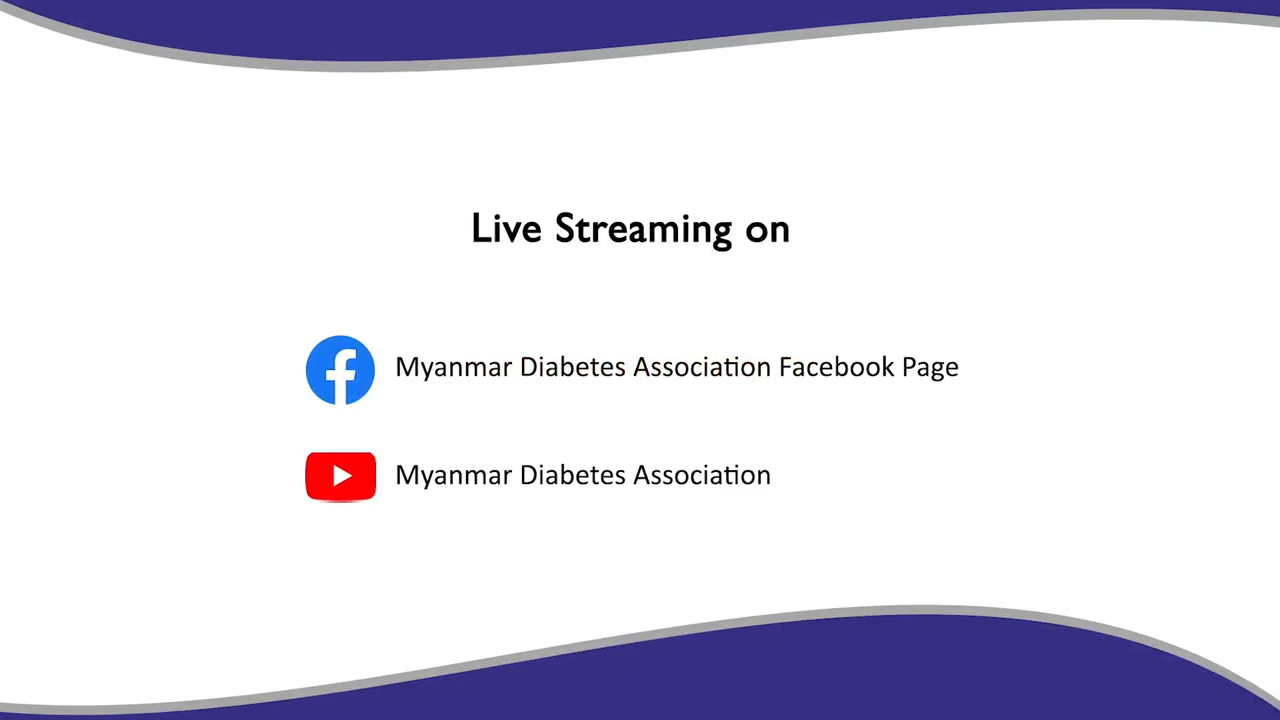 Live Streaming on
Myanmar Diabetes Association Facebook Page
Myanmar Diabetes Association